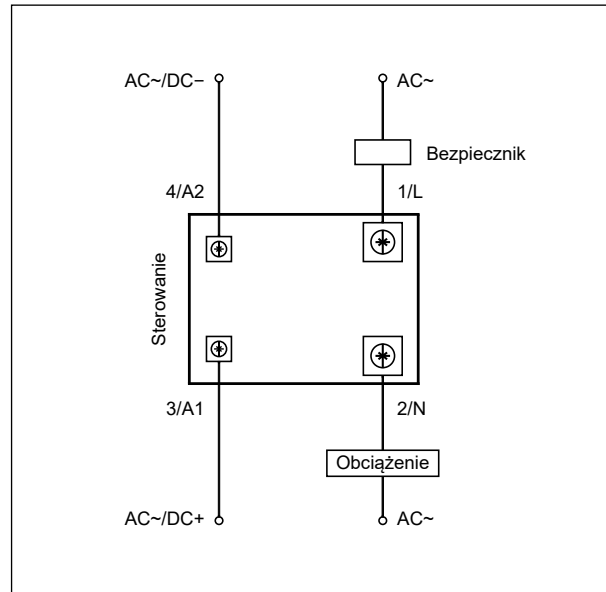 AC~/DC−
AC~
Bezpiecznik
4/A2
1/L
Sterowanie
3/A1
2/N
Obciążenie
AC~/DC+
AC~